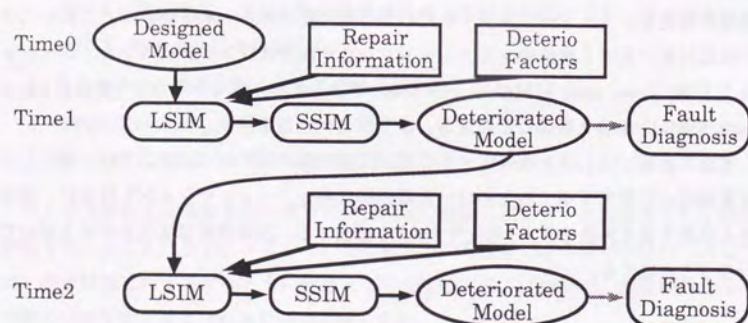 Time0
Designed
Model
Repair
Information
Deterio
Factors
Time1
LSIM
SSIM
Deteriorated
Model
Fault
Diagnosis
Repair
Information
Deterio
Factors
Time2
LSIM
SSIM
Deteriorated
Model
Fault
Diagnosis